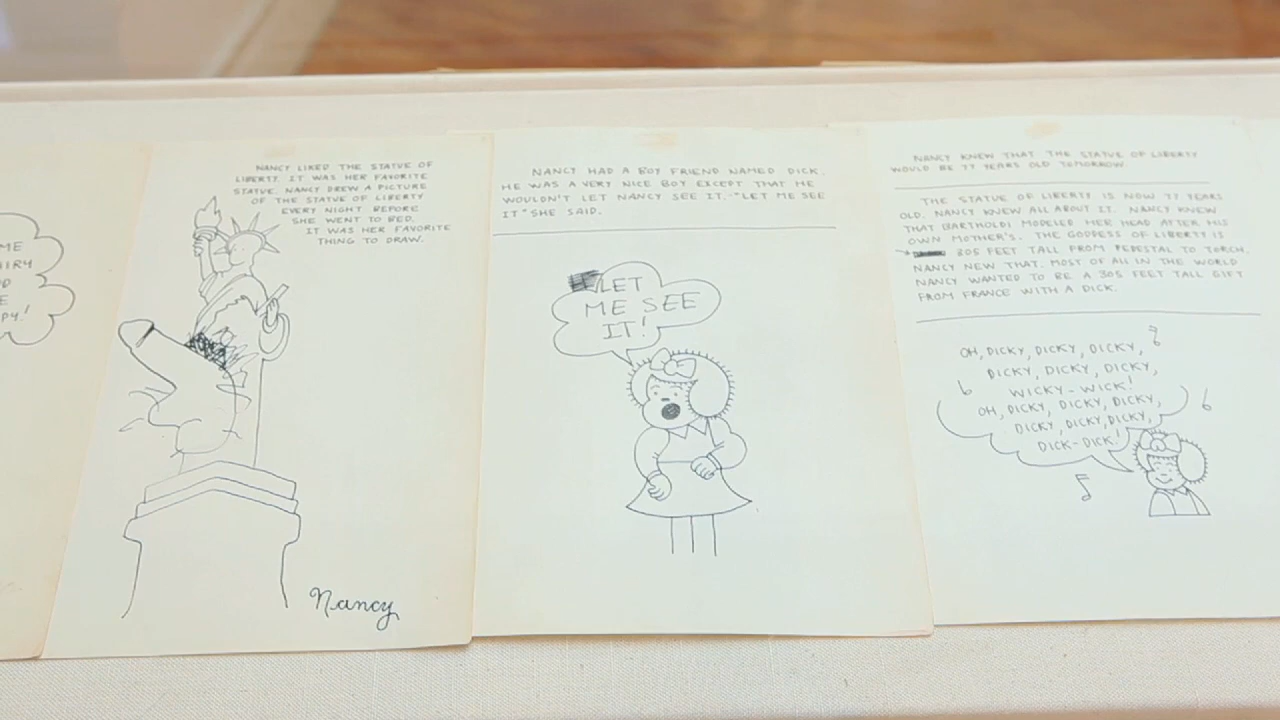 ME
AIRY
D
E
PY!
NANCY LIKED THE STATUE OF
LIBERTY. IT WAS HER FAVORITE
STATUE. NANCY DREW A PICTURE
OF THE STATUE OF LIBERTY
EVERY NIGHT BEFORE
SHE WENT TO BED.
IT WAS HER FAVORITE
THING TO DRAW.
Nancy
NANCY HAD A BOY FRIEND NAMED DICK.
HE WAS A VERY NICE BOY EXCEPT THAT HE
WOULDN'T LET NANCY SEE IT. "LET ME SEE
IT" SHE SAID.
LET
ME SEE
IT!
NANCY KNEW THAT THE STATUE OF LIBERTY
WOULD BE 77 YEARS OLD TOMORROW.
THE STATUE OF LIBERTY IS NOW 77 YEARS
OLD. NANCY KNEW ALL ABOUT IT. NANCY KNEW
THAT BARTHOLDI MODELED HER HEAD AFTER HIS
OWN MOTHER'S. THE GODDESS OF LIBERTY IS
305 FEET TALL FROM PEDESTAL TO TORCH.
NANCY NEW THAT. MOST OF ALL IN THE WORLD
NANCY WANTED TO BE A 305 FEET TALL GIFT
FROM FRANCE WITH A DICK.
OH, DICKY, DICKY, DICKY,
DICKY, DICKY, DICKY,
WICKY-WICK!
OH, DICKY, DICKY, DICKY,
DICKY, DICKY, DICKY,
DICK-DICK!